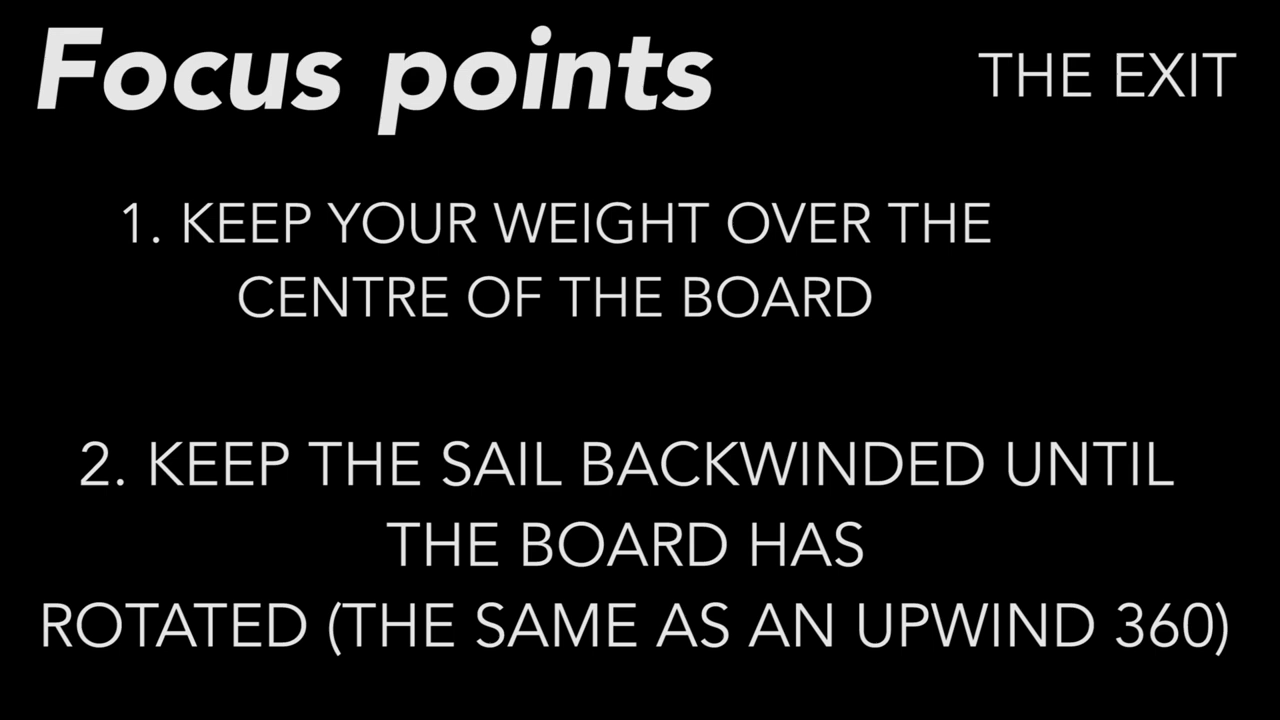 Focus points
THE EXIT
1. KEEP YOUR WEIGHT OVER THE
CENTRE OF THE BOARD
2. KEEP THE SAIL BACKWINDED UNTIL
THE BOARD HAS
ROTATED (THE SAME AS AN UPWIND 360)